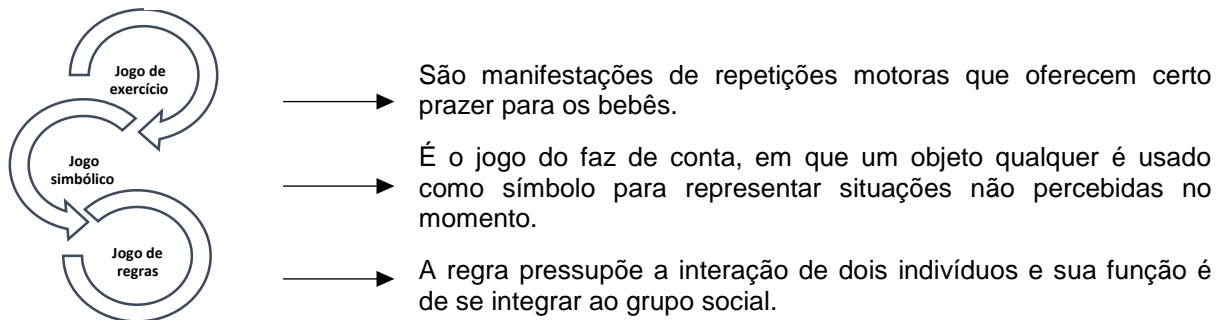 Jogo de
exercício
São manifestações de repetições motoras que oferecem certo
prazer para os bebês.
Jogo
simbólico
É o jogo do faz de conta, em que um objeto qualquer é usado
como símbolo para representar situações não percebidas no
momento.
Jogo de
regras
A regra pressupõe a interação de dois indivíduos e sua função é
de se integrar ao grupo social.